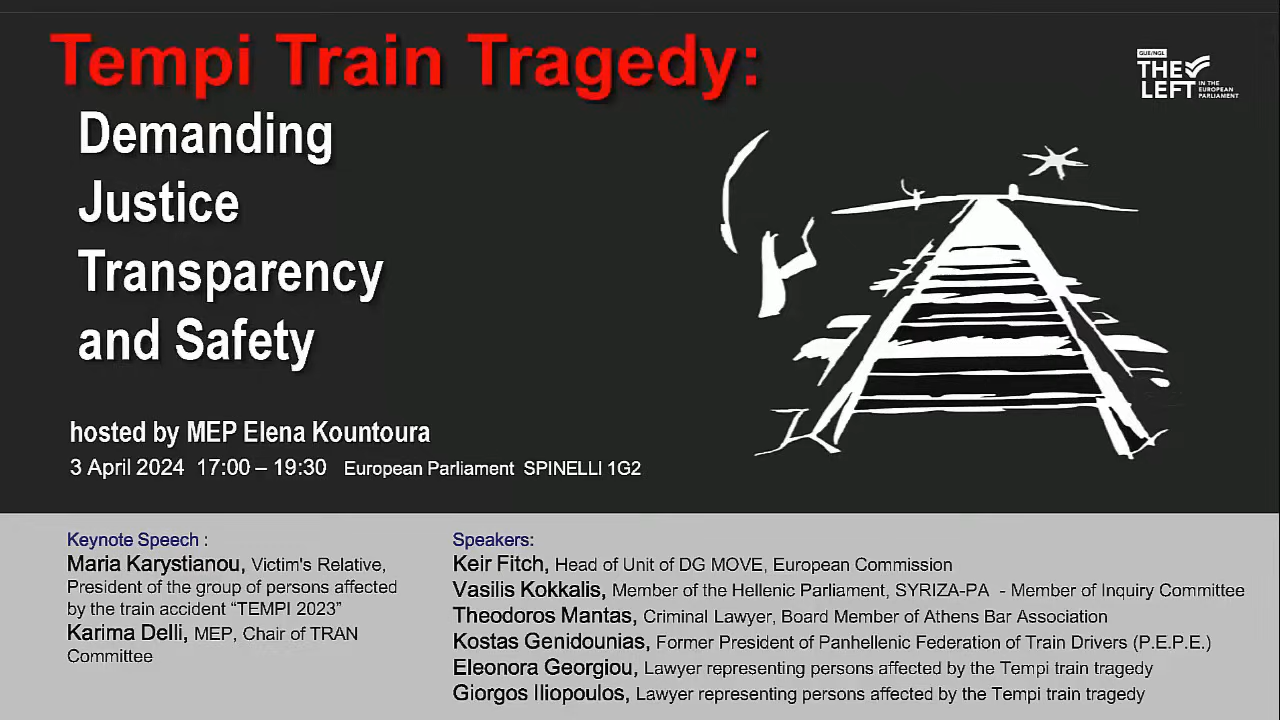 Tempi Train Tragedy:
GUE/NGL
THE LEFT
IN THE EUROPEAN PARLIAMENT
Demanding
Justice
Transparency
and Safety
hosted by MEP Elena Kountoura
3 April 2024 17:00 – 19:30 European Parliament SPINELLI 1G2
Keynote Speech :
Maria Karystianou, Victim's Relative,
President of the group of persons affected
by the train accident “TEMPI 2023”
Karima Delli, MEP, Chair of TRAN
Committee
Speakers:
Keir Fitch, Head of Unit of DG MOVE, European Commission
Vasilis Kokkalis, Member of the Hellenic Parliament, SYRIZA-PA - Member of Inquiry Committee
Theodoros Mantas, Criminal Lawyer, Board Member of Athens Bar Association
Kostas Genidounias, Former President of Panhellenic Federation of Train Drivers (P.E.P.E.)
Eleonora Georgiou, Lawyer representing persons affected by the Tempi train tragedy
Giorgos Iliopoulos, Lawyer representing persons affected by the Tempi train tragedy